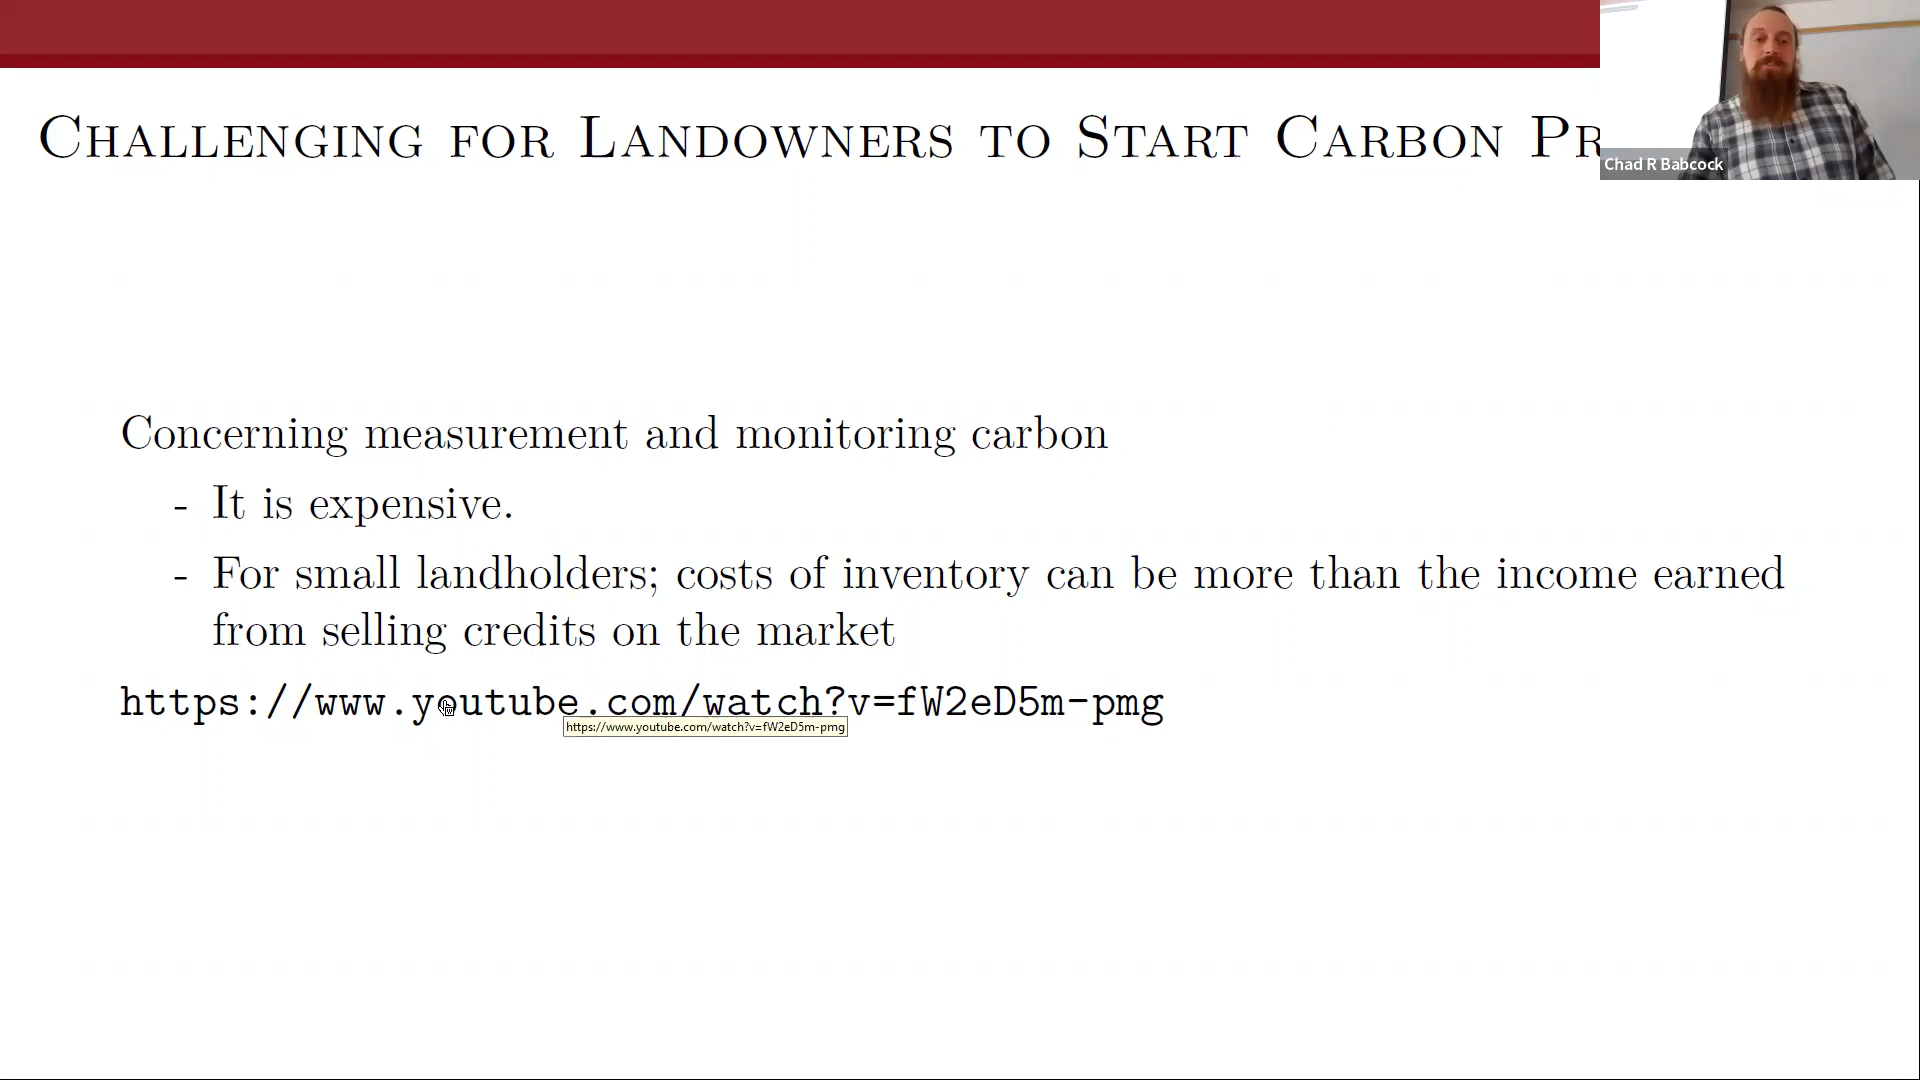 CHALLENGING FOR LANDOWNERS TO START CARBON PR
Chad R Babcock
Concerning measurement and monitoring carbon
- It is expensive.
- For small landholders; costs of inventory can be more than the income earned
from selling credits on the market
https://www.youtube.com/watch?v=fW2eD5m-pmg
https://www.youtube.com/watch?v=fW2eD5m-pmg